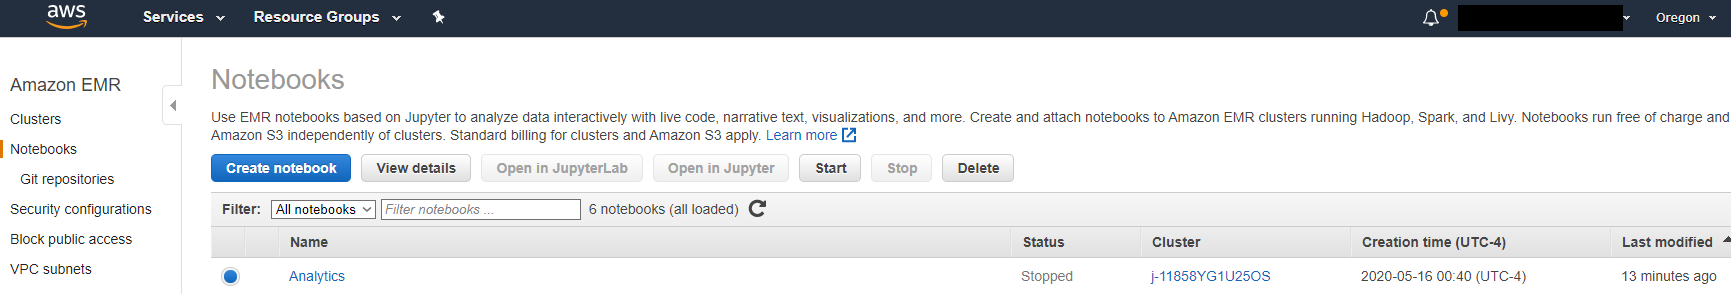 aws Services Resource Groups Oregon
Amazon EMR
Clusters
Notebooks
Git repositories
Security configurations
Block public access
VPC subnets
Notebooks
Use EMR notebooks based on Jupyter to analyze data interactively with live code, narrative text, visualizations, and more. Create and attach notebooks to Amazon EMR clusters running Hadoop, Spark, and Livy. Notebooks run free of charge and
Amazon S3 independently of clusters. Standard billing for clusters and Amazon S3 apply. Learn more
Create notebook View details Open in JupyterLab Open in Jupyter Start Stop Delete
Filter: All notebooks Filter notebooks ... 6 notebooks (all loaded)
Name Status Cluster Creation time (UTC-4) Last modified
Analytics Stopped j-11858YG1U25OS 2020-05-16 00:40 (UTC-4) 13 minutes ago